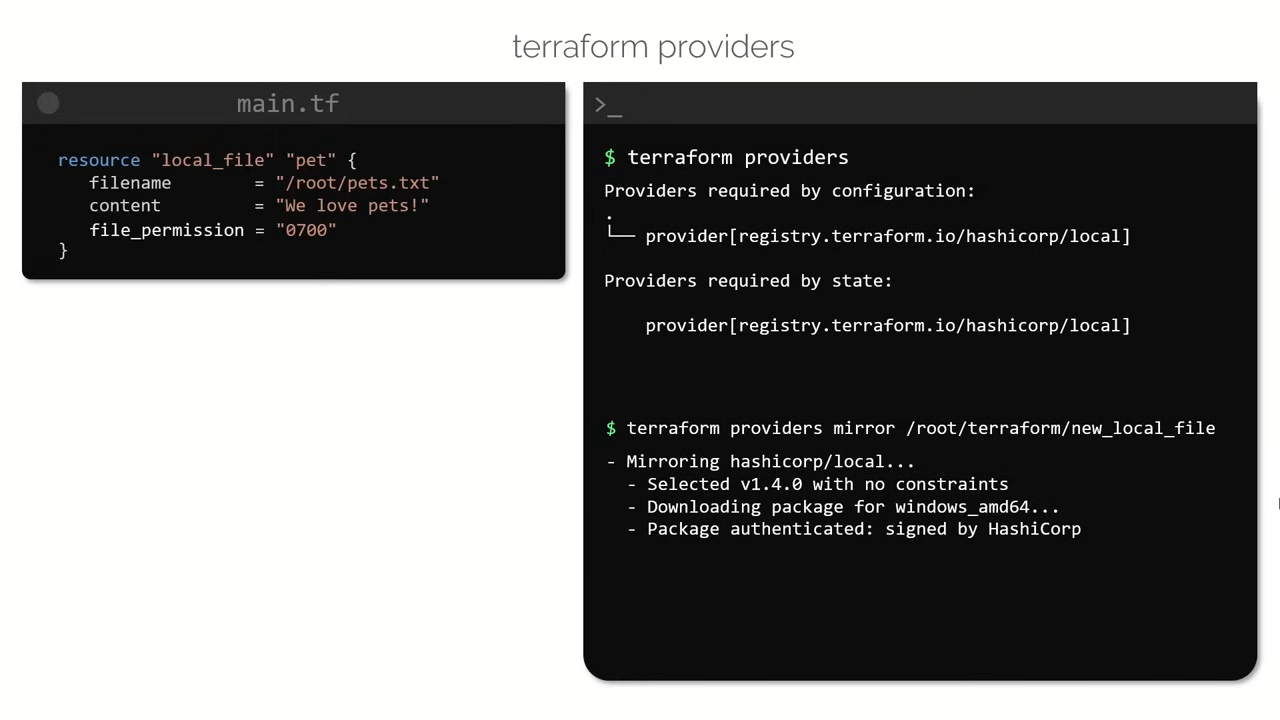 terraform providers
main.tf
resource "local_file" "pet" {
filename = "/root/pets.txt"
content = "We love pets!"
file_permission = "0700"
}
>_
$ terraform providers
Providers required by configuration:
.
└── provider[registry.terraform.io/hashicorp/local]
Providers required by state:
provider[registry.terraform.io/hashicorp/local]
$ terraform providers mirror /root/terraform/new_local_file
- Mirroring hashicorp/local...
- Selected v1.4.0 with no constraints
- Downloading package for windows_amd64...
- Package authenticated: signed by HashiCorp